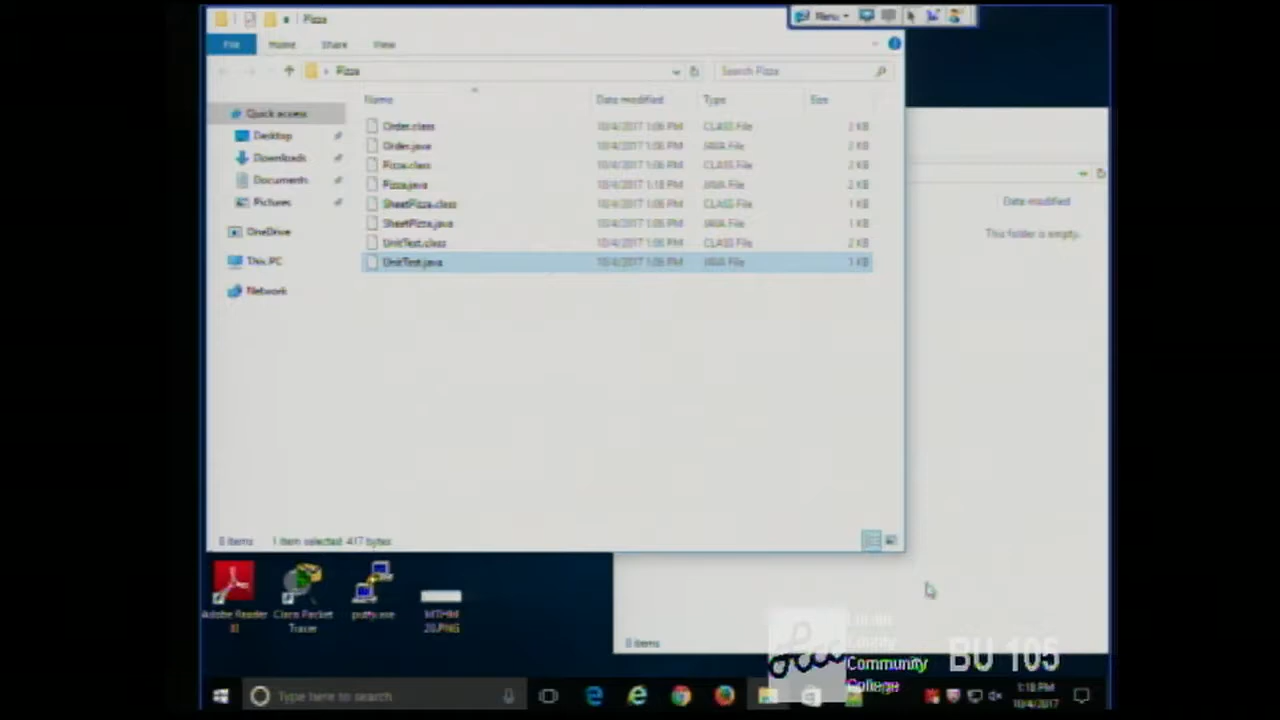 Pizza
Menu
File Home Share View
Pizza
Search Pizza
Name Date modified Type Size
Quick access
Desktop
Downloads
Documents
Pictures
OneDrive
This PC
Network
Order.class 10/4/2017 1:06 PM CLASS File 2 KB
Order.java 10/4/2017 1:06 PM JAVA File 2 KB
Pizza.class 10/4/2017 1:06 PM CLASS File 2 KB
Pizza.java 10/4/2017 1:18 PM JAVA File 2 KB
SheetPizza.class 10/4/2017 1:06 PM CLASS File 1 KB
SheetPizza.java 10/4/2017 1:06 PM JAVA File 1 KB
UnitTest.class 10/4/2017 1:06 PM CLASS File 2 KB
UnitTest.java 10/4/2017 1:06 PM JAVA File 1 KB
Date modified
This folder is empty.
8 items 1 item selected 417 bytes
Adobe Reader
XI
Cisco Packet
Tracer
putty.exe
20.PNG
0 items
County
Community
College
BU 105
Type here to search
1:18 PM
10/4/2017